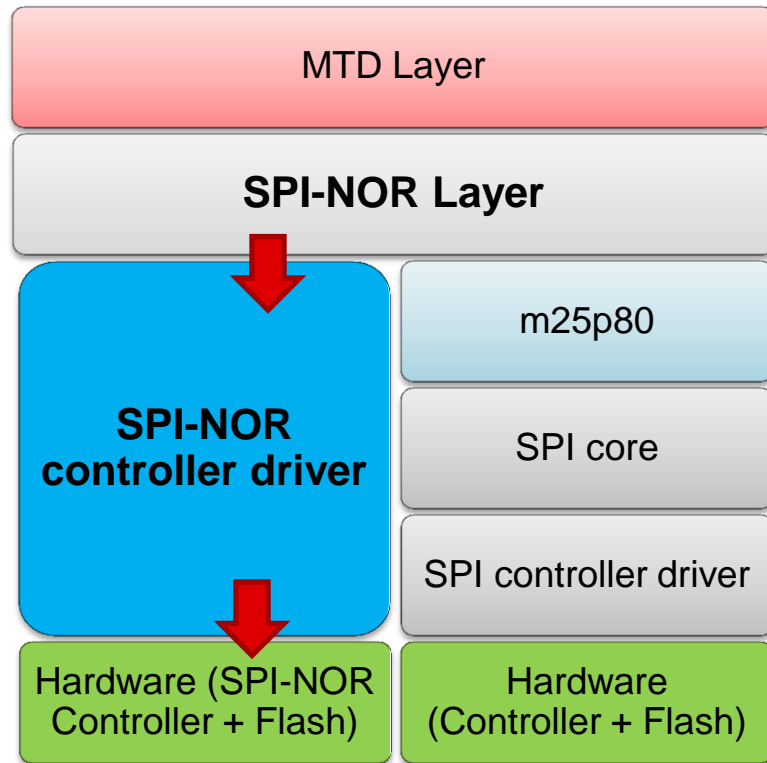 MTD Layer
SPI-NOR Layer
SPI-NOR
controller driver
m25p80
SPI core
SPI controller driver
Hardware (SPI-NOR
Controller + Flash)
Hardware
(Controller + Flash)